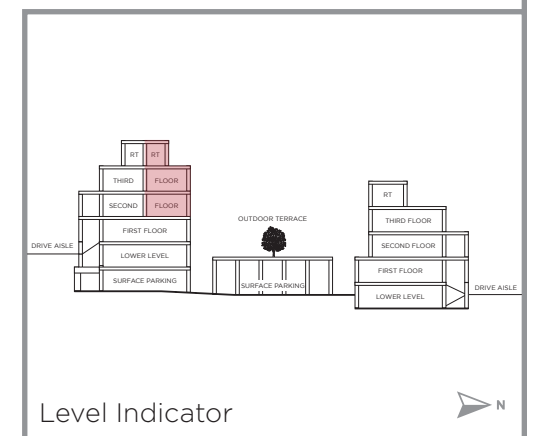 RT RT
THIRD FLOOR
SECOND FLOOR
FIRST FLOOR
DRIVE AISLE
LOWER LEVEL
SURFACE PARKING
OUTDOOR TERRACE
SURFACE PARKING
RT
THIRD FLOOR
SECOND FLOOR
FIRST FLOOR
DRIVE AISLE
LOWER LEVEL
Level Indicator
N